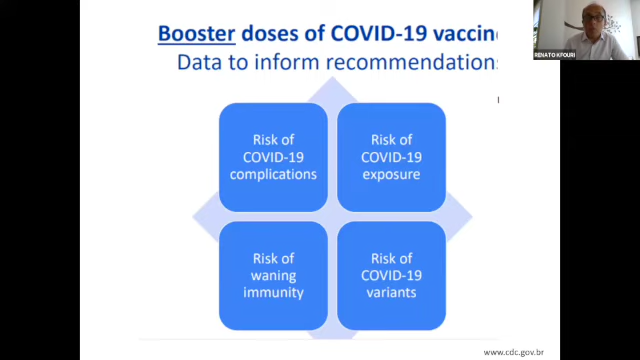 Booster doses of COVID-19 vaccin
Data to inform recommendation
RENATO KFOURI
Risk of
COVID-19
complications
Risk of
COVID-19
exposure
Risk of
waning
immunity
Risk of
COVID-19
variants
www.cdc.gov.br